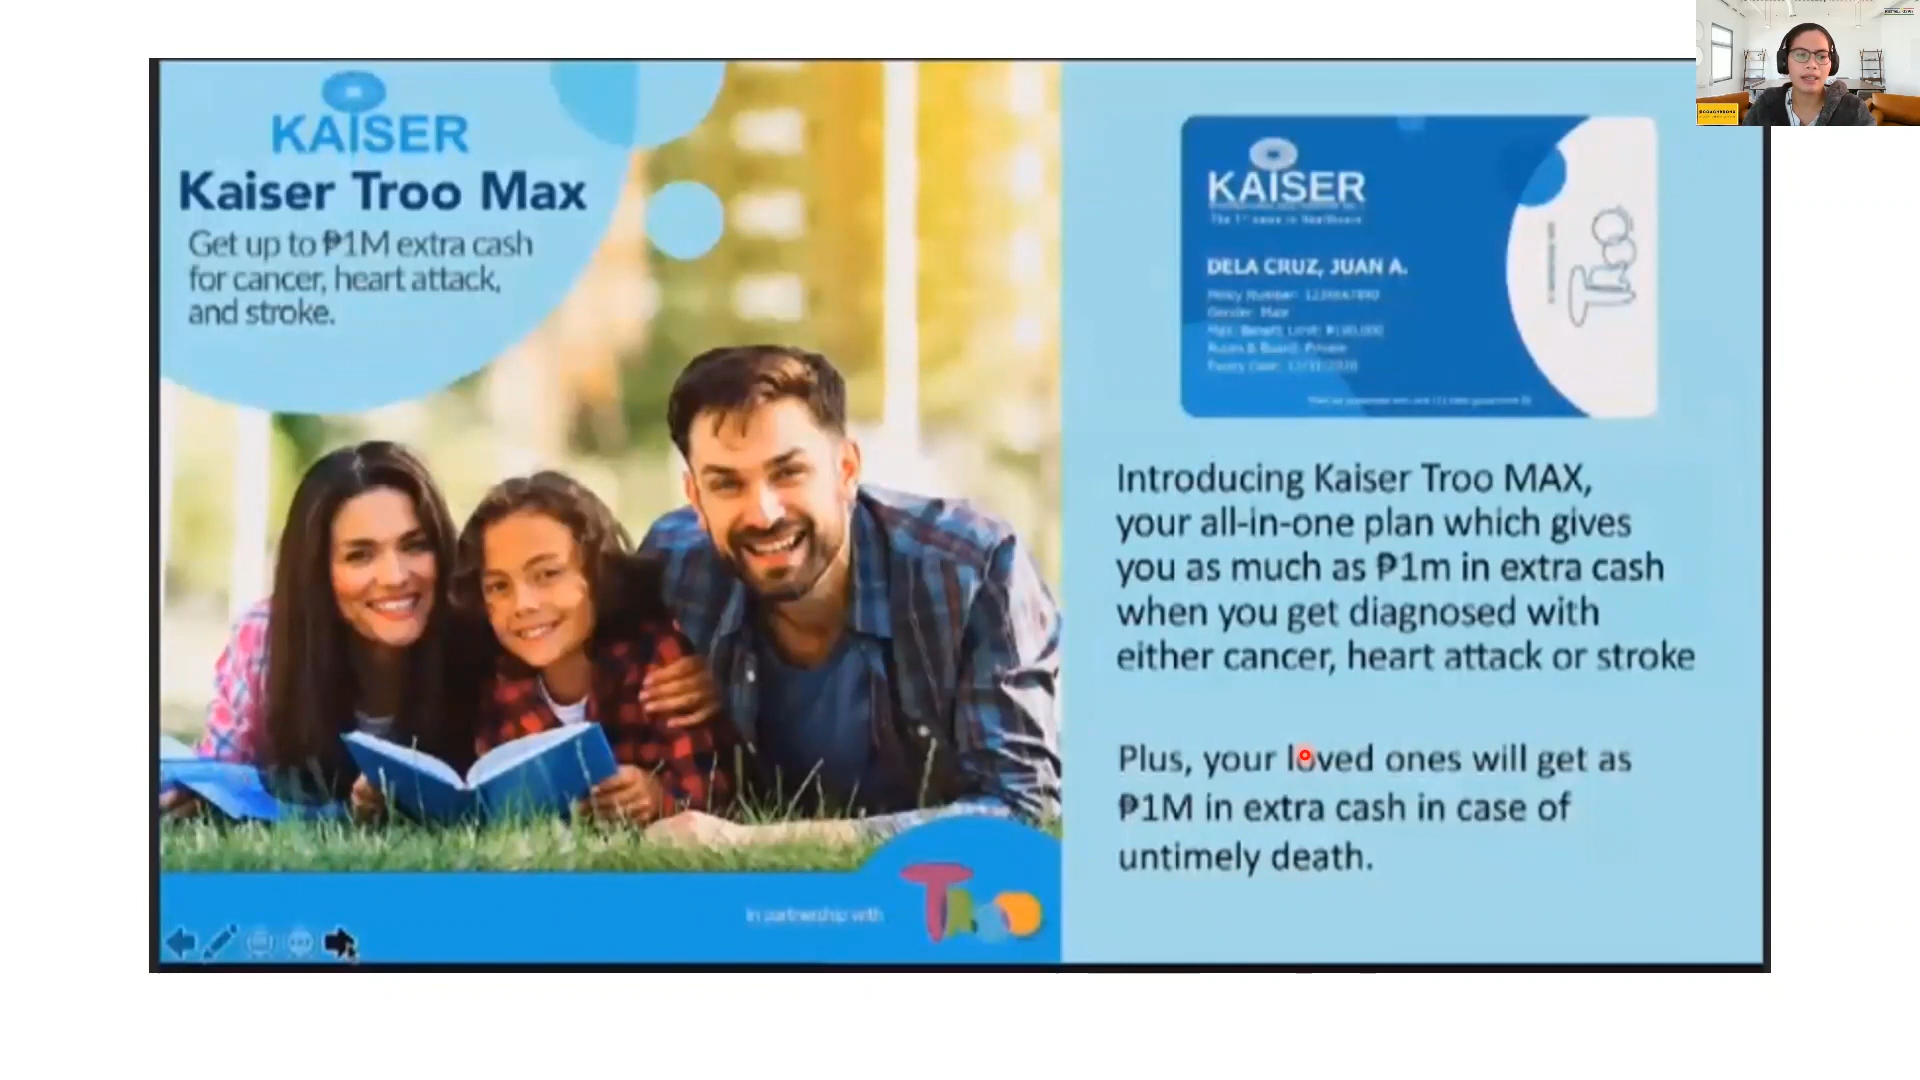 KAISER
Kaiser Troo Max
Get up to ₱1M extra cash
for cancer, heart attack,
and stroke.
In partnership with
TROO
KAISER
DELA CRUZ, JUAN A.
Gender: Male
Introducing Kaiser Troo MAX,
your all-in-one plan which gives
you as much as ₱1m in extra cash
when you get diagnosed with
either cancer, heart attack or stroke
Plus, your loved ones will get as
₱1M in extra cash in case of
untimely death.